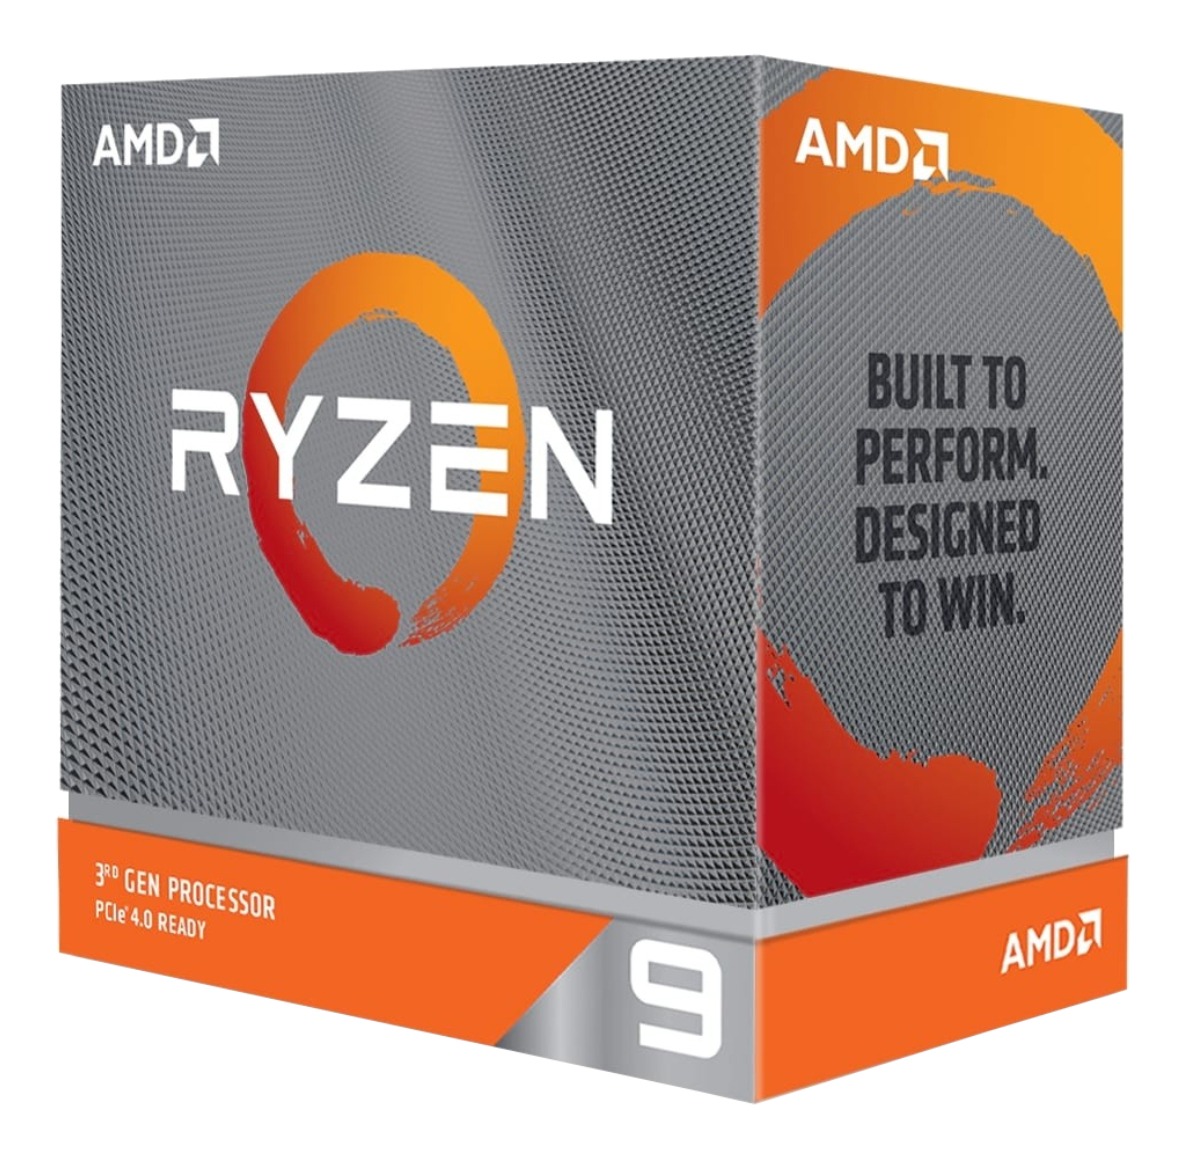 AMD
RYZEN
3RD GEN PROCESSOR
PCIe® 4.0 READY
9
AMD
BUILT TO
PERFORM.
DESIGNED
TO WIN.
AMD